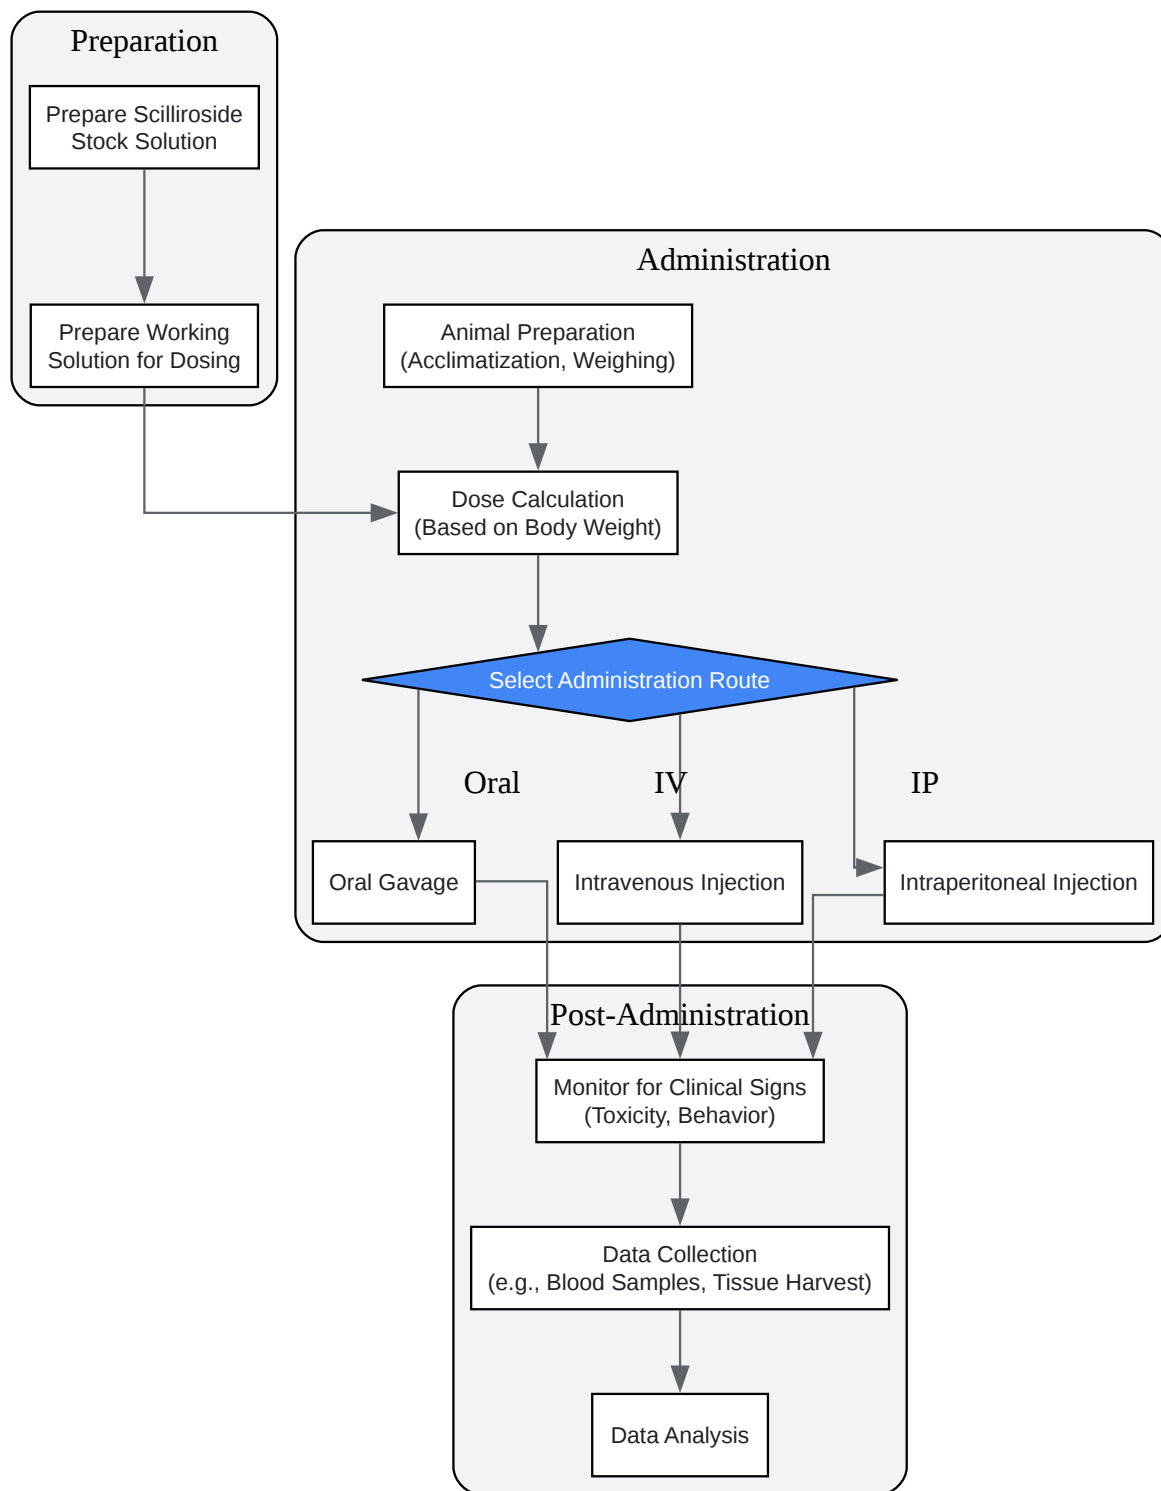 Preparation
Prepare Scilliroside
Stock Solution
Prepare Working
Solution for Dosing
Administration
Animal Preparation
(Acclimatization, Weighing)
Dose Calculation
(Based on Body Weight)
Select Administration Route
Oral
IV
IP
Oral Gavage
Intravenous Injection
Intraperitoneal Injection
Post-Administration
Monitor for Clinical Signs
(Toxicity, Behavior)
Data Collection
(e.g., Blood Samples, Tissue Harvest)
Data Analysis